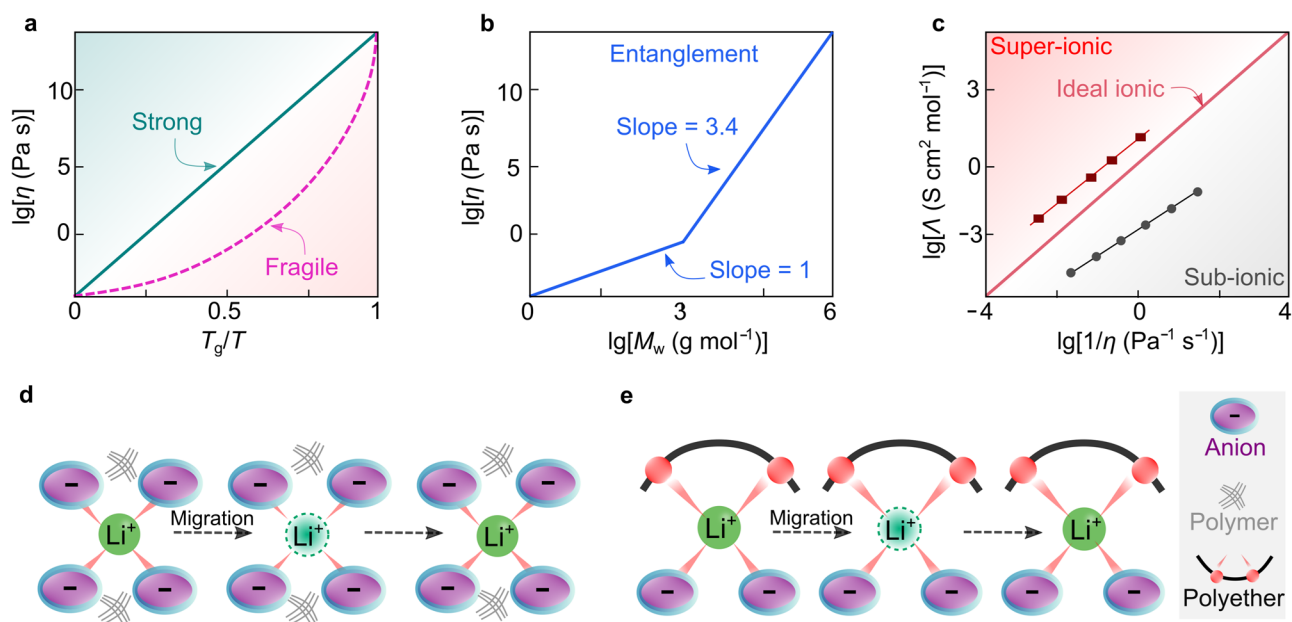 a
lg[η (Pa s)]
10
5
0
Strong
Fragile
0
0.5
1
Tg/T
b
lg[η (Pa s)]
10
5
0
Entanglement
Slope = 3.4
Slope = 1
0
3
6
lg[Mw (g mol⁻¹)]
c
lg[Λ (S cm² mol⁻¹)]
3
0
−3
Super-ionic
Ideal ionic
Sub-ionic
−4
0
4
lg[1/η (Pa⁻¹ s⁻¹)]
d
− − − − − −
Li⁺ Migration Li⁺ Li⁺
− − − − − −
e
Li⁺ Migration Li⁺ Li⁺
− − − − − −
−
Anion
Polymer
Polyether